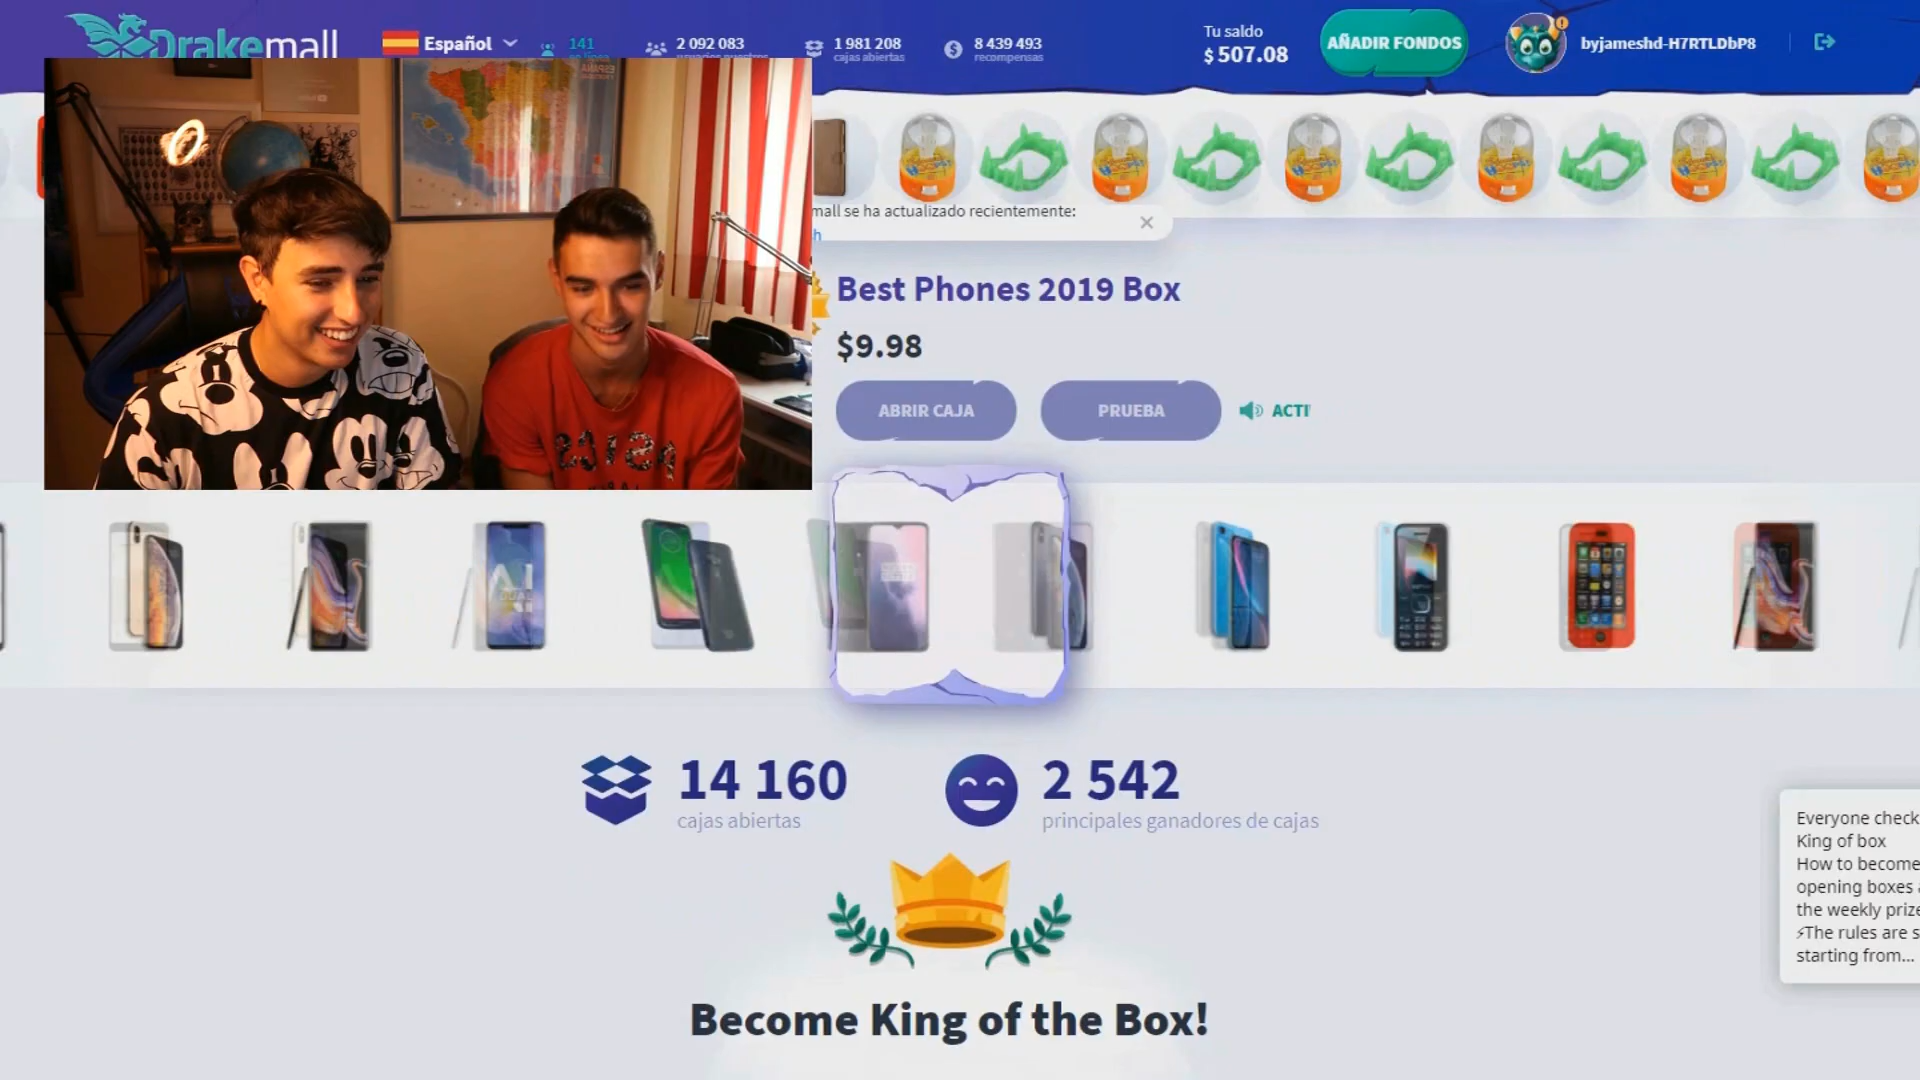 Drakemall
Español
141
2 092 083
1 981 208
cajas abiertas
8 439 493
recompensas
Tu saldo
$ 507.08
AÑADIR FONDOS
byjameshd-H7RTLDbP8
mall se ha actualizado recientemente:
h
Best Phones 2019 Box
$9.98
ABRIR CAJA
PRUEBA
ACTI
14 160
cajas abiertas
2 542
principales ganadores de cajas
Everyone check
King of box
How to become
opening boxes
the weekly prize
⚡The rules are s
starting from...
Become King of the Box!